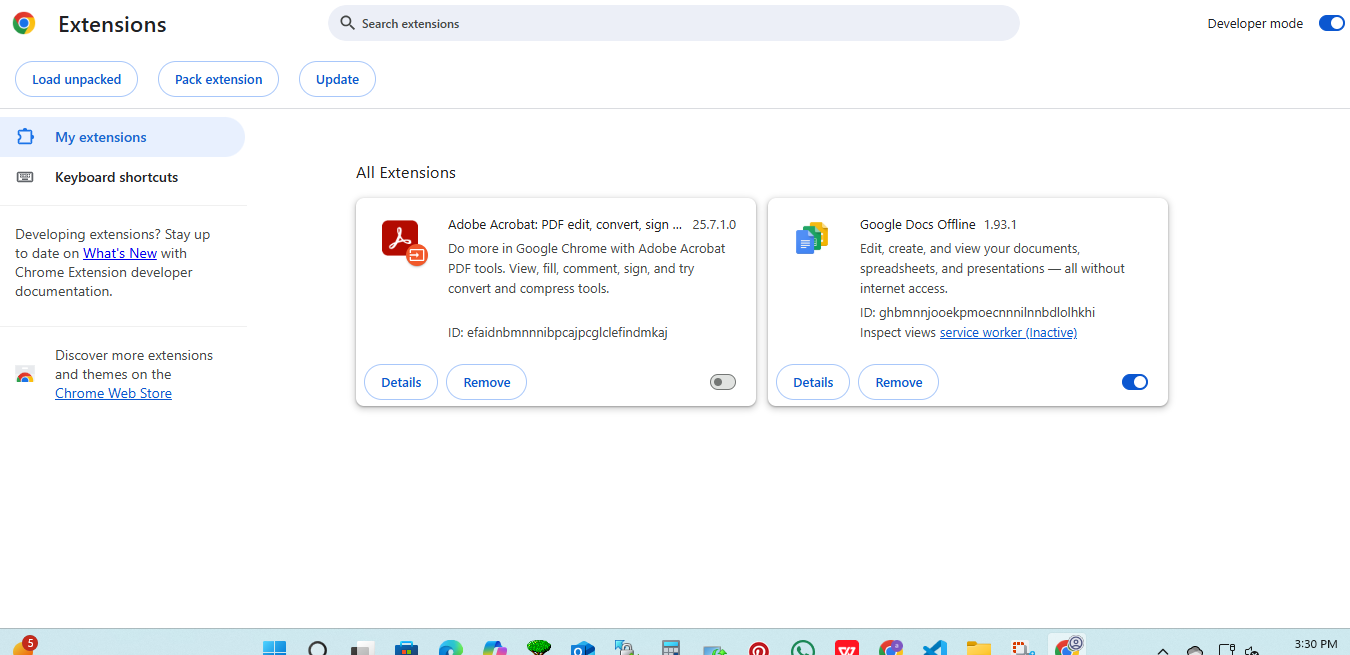 Extensions
Search extensions
Developer mode
Load unpacked
Pack extension
Update
My extensions
Keyboard shortcuts
Developing extensions? Stay up
to date on What's New with
Chrome Extension developer
documentation.
Discover more extensions
and themes on the
Chrome Web Store
All Extensions
Adobe Acrobat: PDF edit, convert, sign ... 25.7.1.0
Do more in Google Chrome with Adobe Acrobat
PDF tools. View, fill, comment, sign, and try
convert and compress tools.
ID: efaidnbmnnnibpcajpcglclefindmkaj
Details
Remove
Google Docs Offline 1.93.1
Edit, create, and view your documents,
spreadsheets, and presentations — all without
internet access.
ID: ghbmnnjooekpmoecnnnilnnbdlolhkhi
Inspect views service worker (Inactive)
Details
Remove
5
3:30 PM